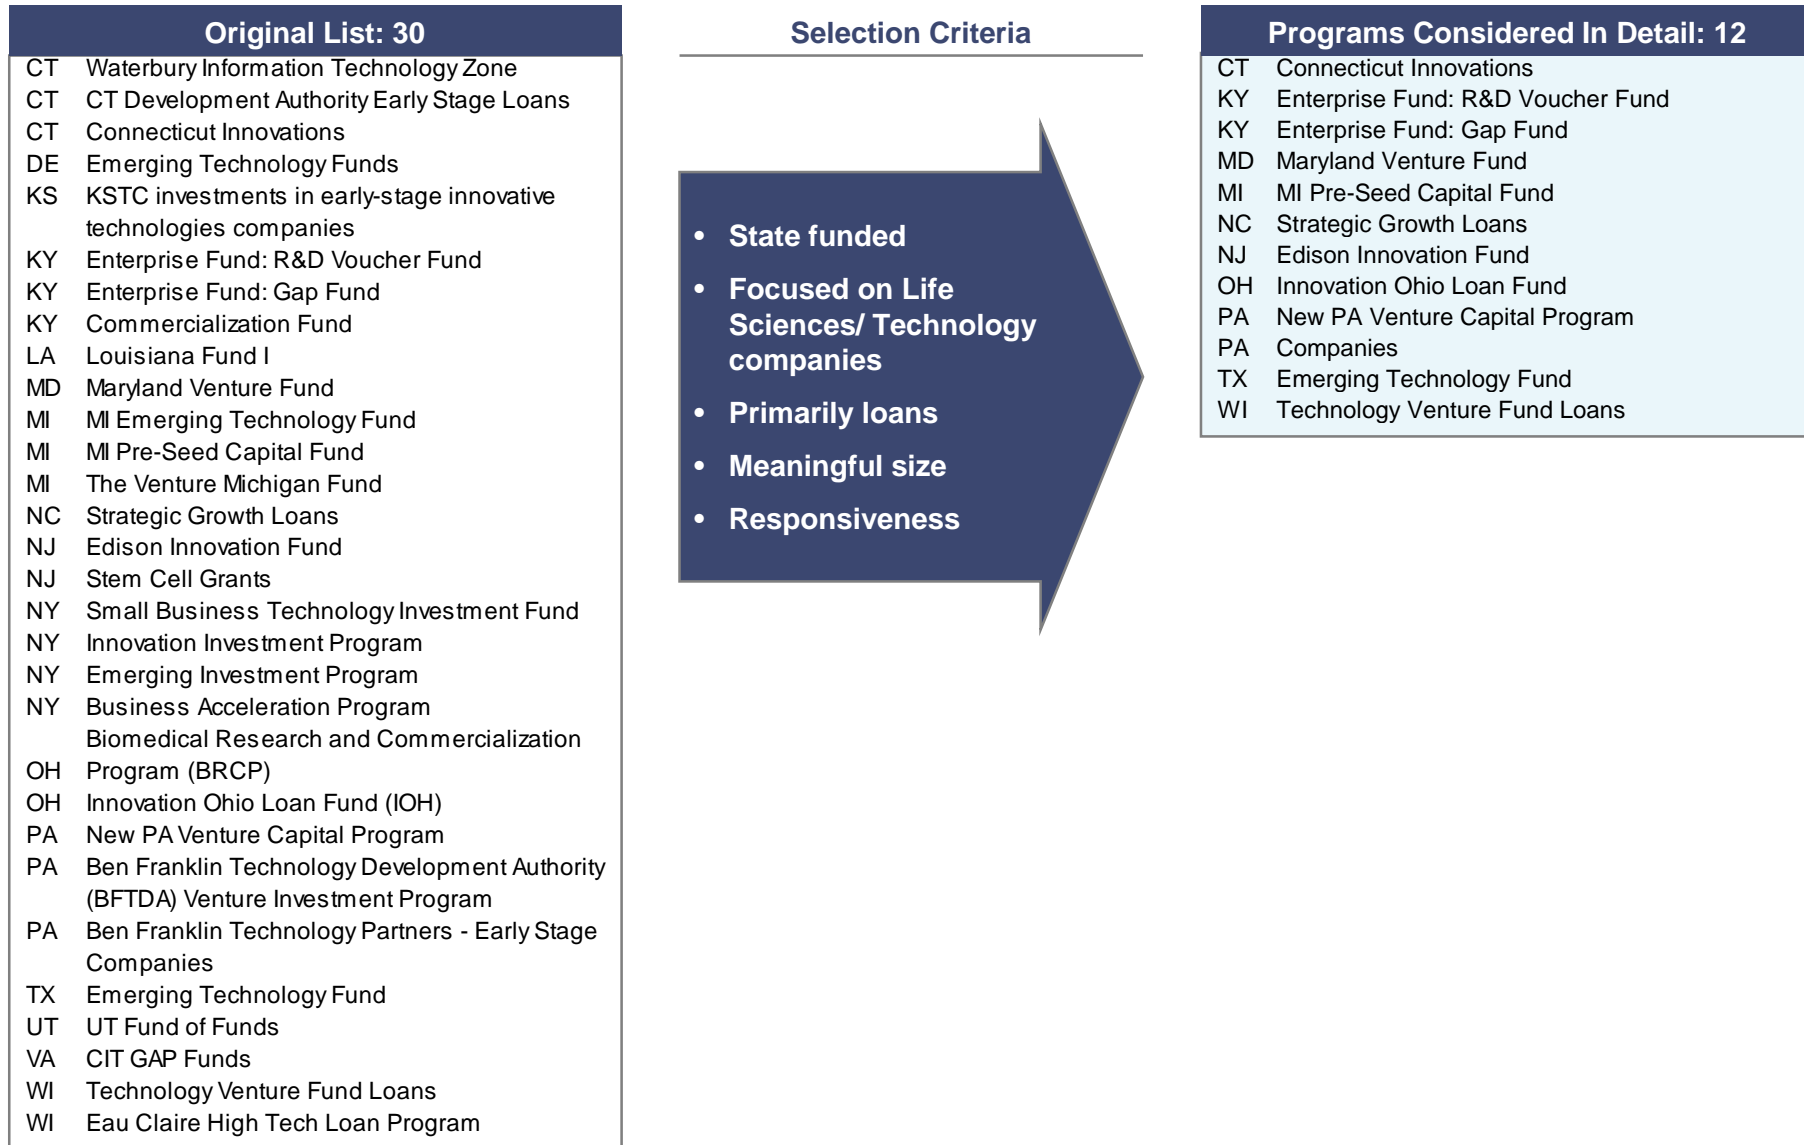 Original List: 30
CT Waterbury Information Technology Zone
CT CT Development Authority Early Stage Loans
CT Connecticut Innovations
DE Emerging Technology Funds
KS KSTC investments in early-stage innovative
technologies companies
KY Enterprise Fund: R&D Voucher Fund
KY Enterprise Fund: Gap Fund
KY Commercialization Fund
LA Louisiana Fund I
MD Maryland Venture Fund
MI MI Emerging Technology Fund
MI MI Pre-Seed Capital Fund
MI The Venture Michigan Fund
NC Strategic Growth Loans
NJ Edison Innovation Fund
NJ Stem Cell Grants
NY Small Business Technology Investment Fund
NY Innovation Investment Program
NY Emerging Investment Program
NY Business Acceleration Program
Biomedical Research and Commercialization
OH Program (BRCP)
OH Innovation Ohio Loan Fund (IOH)
PA New PA Venture Capital Program
PA Ben Franklin Technology Development Authority
(BFTDA) Venture Investment Program
PA Ben Franklin Technology Partners - Early Stage
Companies
TX Emerging Technology Fund
UT UT Fund of Funds
VA CIT GAP Funds
WI Technology Venture Fund Loans
WI Eau Claire High Tech Loan Program
Selection Criteria
• State funded
• Focused on Life
Sciences/ Technology
companies
• Primarily loans
• Meaningful size
• Responsiveness
Programs Considered In Detail: 12
CT Connecticut Innovations
KY Enterprise Fund: R&D Voucher Fund
KY Enterprise Fund: Gap Fund
MD Maryland Venture Fund
MI MI Pre-Seed Capital Fund
NC Strategic Growth Loans
NJ Edison Innovation Fund
OH Innovation Ohio Loan Fund
PA New PA Venture Capital Program
PA Companies
TX Emerging Technology Fund
WI Technology Venture Fund Loans